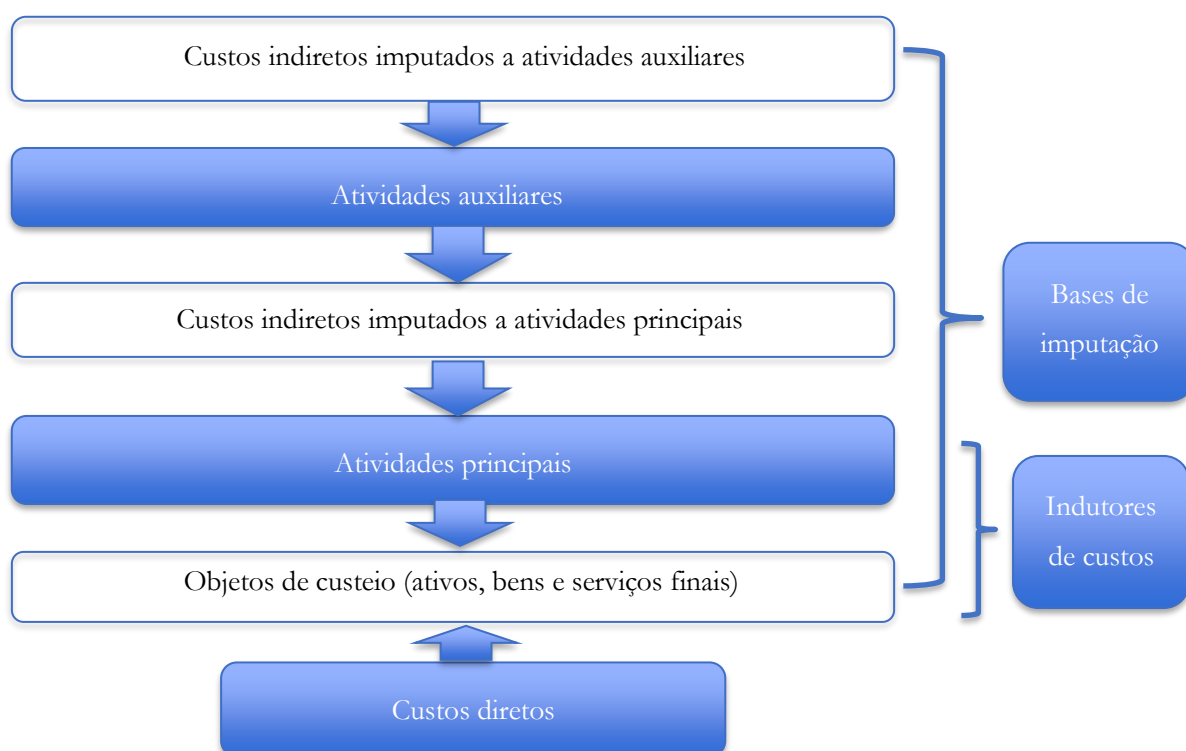 Custos indiretos imputados a atividades auxiliares
Atividades auxiliares
Custos indiretos imputados a atividades principais
Bases de
imputação
Atividades principais
Indutores
de custos
Objetos de custeio (ativos, bens e serviços finais)
Custos diretos